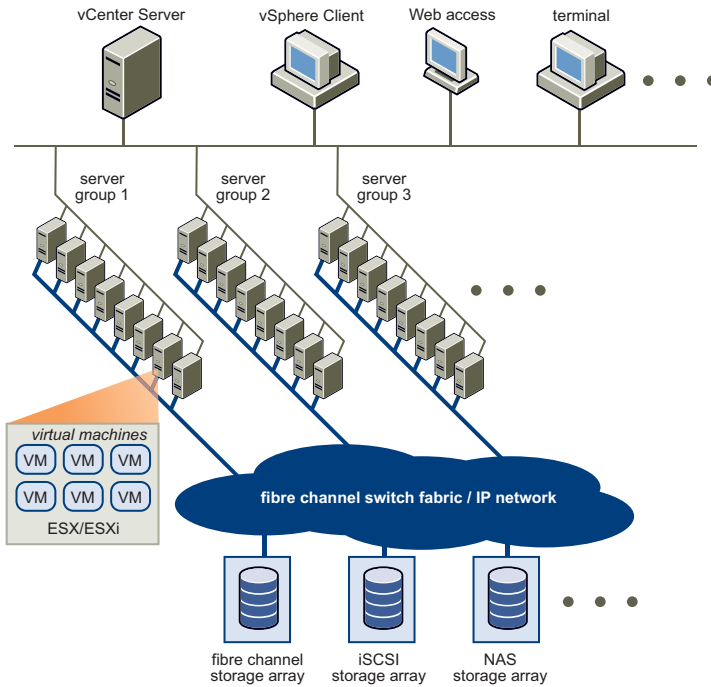 vCenter Server
vSphere Client
Web access
terminal
server
group 1
server
group 2
server
group 3
virtual machines
VM VM VM
VM VM VM
ESX/ESXi
fibre channel switch fabric / IP network
fibre channel
storage array
iSCSI
storage array
NAS
storage array